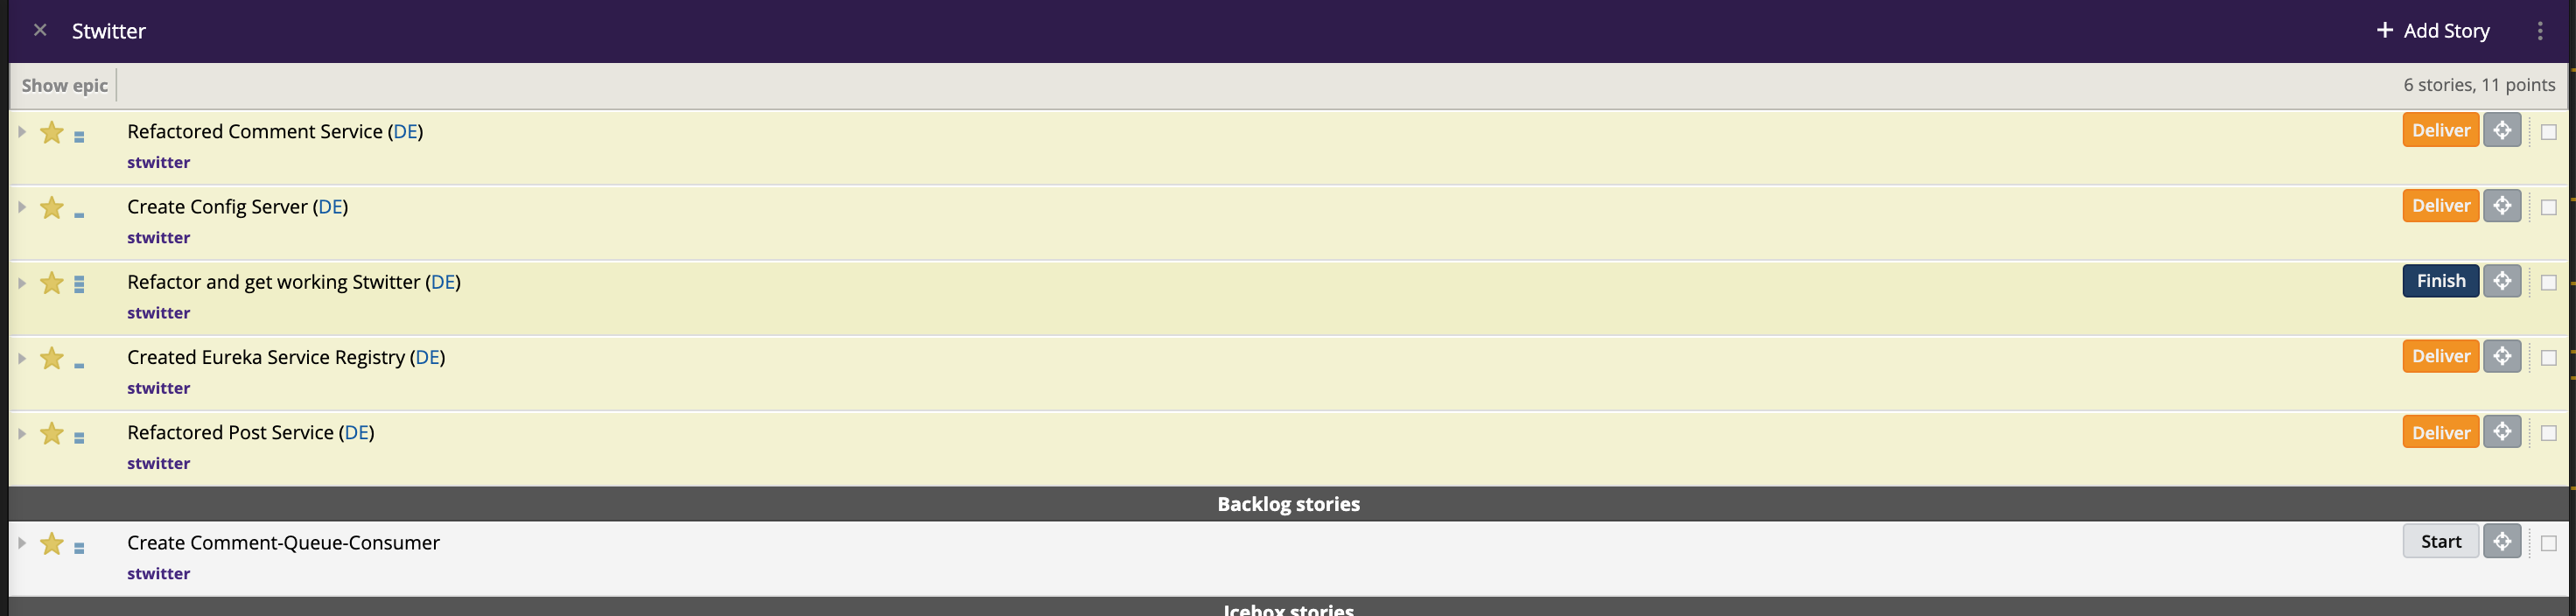 Stwitter
+ Add Story
Show epic
6 stories, 11 points
Refactored Comment Service (DE)
Deliver
stwitter
Create Config Server (DE)
Deliver
stwitter
Refactor and get working Stwitter (DE)
Finish
stwitter
Created Eureka Service Registry (DE)
Deliver
stwitter
Refactored Post Service (DE)
Deliver
stwitter
Backlog stories
Create Comment-Queue-Consumer
Start
stwitter
Icebox stories